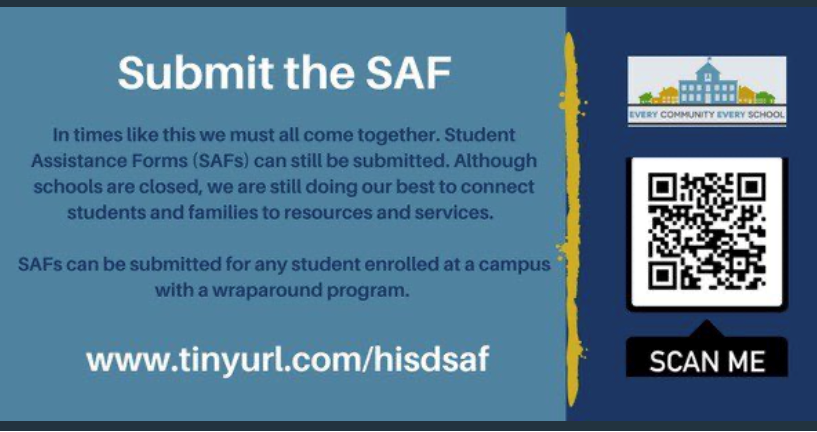 Submit the SAF
In times like this we must all come together. Student
Assistance Forms (SAFs) can still be submitted. Although
schools are closed, we are still doing our best to connect
students and families to resources and services.
SAFs can be submitted for any student enrolled at a campus
with a wraparound program.
www.tinyurl.com/hisdsaf
EVERY COMMUNITY EVERY SCHOOL
SCAN ME